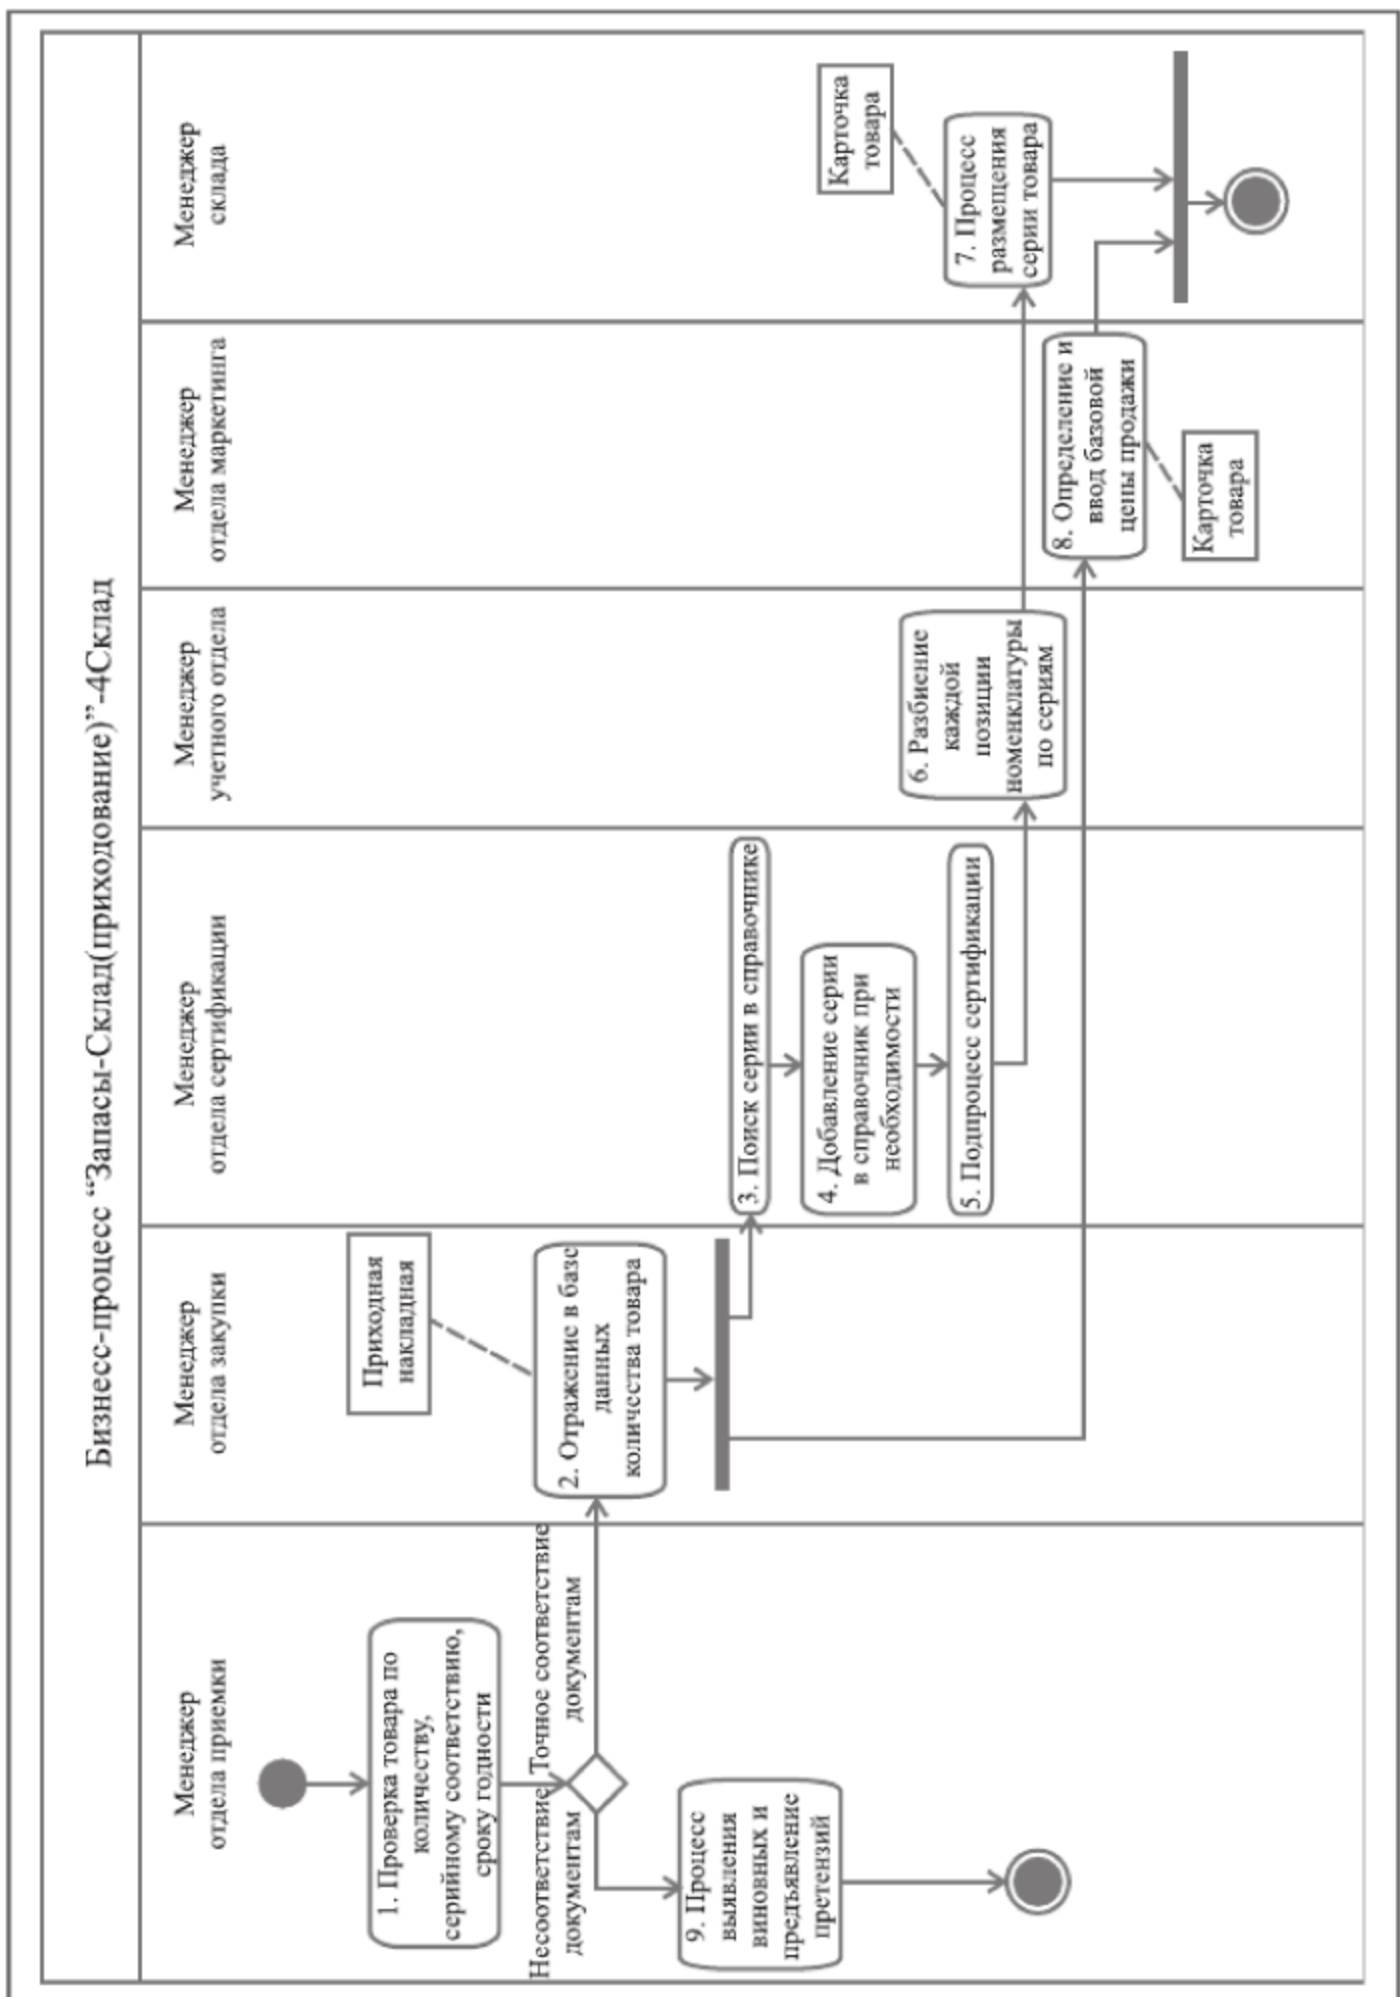 Бизнесс-процесс “Запасы-Склад(приходование)”-4Склад
Менеджер
отдела приемки
Менеджер
отдела закупки
Менеджер
отдела сертификации
Менеджер
учетного отдела
Менеджер
отдела маркетинга
Менеджер
склада
1. Проверка товара по
количеству,
серийному соответствию,
сроку годности
Несоответствие
документам
Точное соответствие
документам
9. Процесс
выявления
виновных и
предъявление
претензий
Приходная
накладная
2. Отражение в базе
данных
количества товара
3. Поиск серии в справочнике
4. Добавление серии
в справочник при
необходимости
5. Подпроцесс сертификации
6. Разбиение
каждой
позиции
номенклатуры
по сериям
8. Определение и
ввод базовой
цены продажи
Карточка
товара
Карточка
товара
7. Процесс
размещения
серии товара